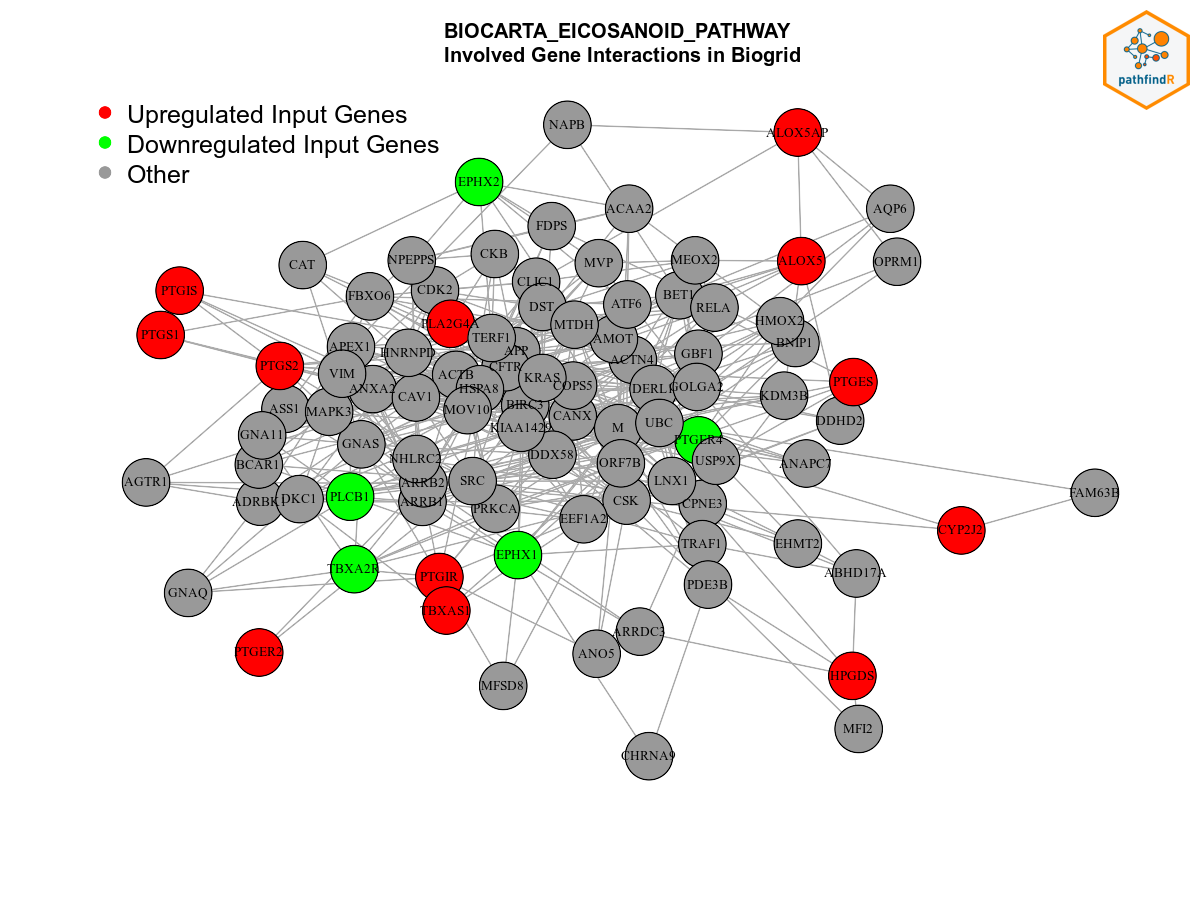 BIOCARTA_EICOSANOID_PATHWAY
Involved Gene Interactions in Biogrid
pathfindR
Upregulated Input Genes
Downregulated Input Genes
Other
NAPB
ALOX5AP
EPHX2
ACAA2
AQP6
FDPS
CKB
NPEPPS
CAT
MVP
MEOX2
ALOX5
OPRM1
CLIC1
PTGIS
CDK2
FBXO6
BET1
DST
ATF6
RELA
PLA2G4A
MTDH
HMOX2
PTGS1
TERF1
AMOT
BNIP1
APEX1
HNRNPD
APP
GBF1
ACTN4
PTGS2
CFTR
VIM
ACTB
KRAS
PTGES
ANXA2
HSPA8
COPS5
DERL1
GOLGA2
CAV1
KDM3B
BIRC3
ASS1
MAPK3
MOV10
CANX
DDHD2
KIAA1429
M
UBC
GNA11
PTGER4
GNAS
DDX58
NHLRC2
ORF7B
USP9X
BCAR1
ANAPC7
AGTR1
ARRB2
SRC
LNX1
FAM63B
PLCB1
DKC1
ADRBK1
ARRB1
CSK
CPNE3
PRKCA
EEF1A2
CYP2J2
TRAF1
EHMT2
EPHX1
TBXA2R
ABHD17A
PTGIR
PDE3B
GNAQ
TBXAS1
ARRDC3
PTGER2
ANO5
HPGDS
MFSD8
MFI2
CHRNA9